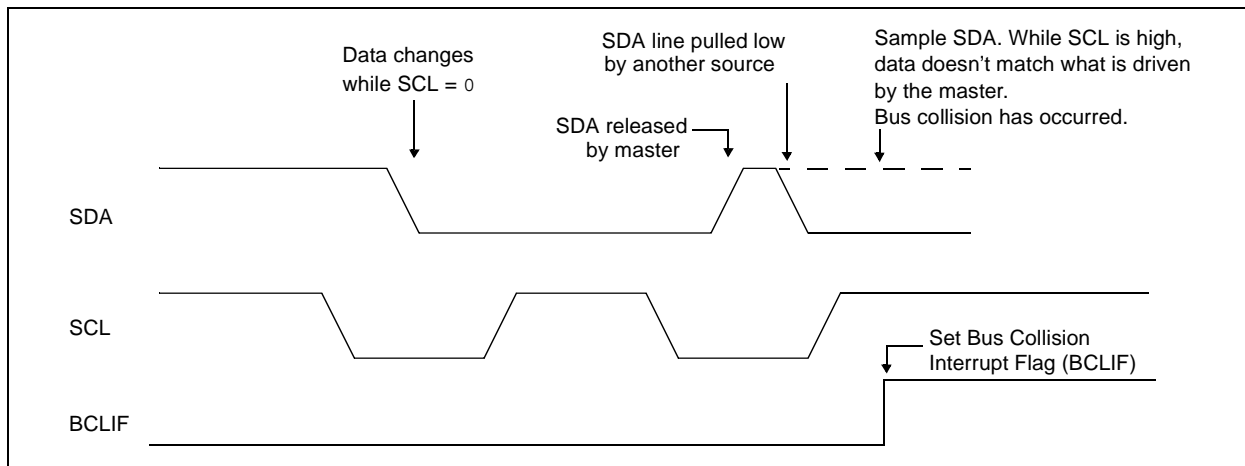 Data changes
while SCL = 0
SDA line pulled low
by another source
Sample SDA. While SCL is high,
data doesn’t match what is driven
by the master.
Bus collision has occurred.
SDA released
by master
SDA
SCL
Set Bus Collision
Interrupt Flag (BCLIF)
BCLIF